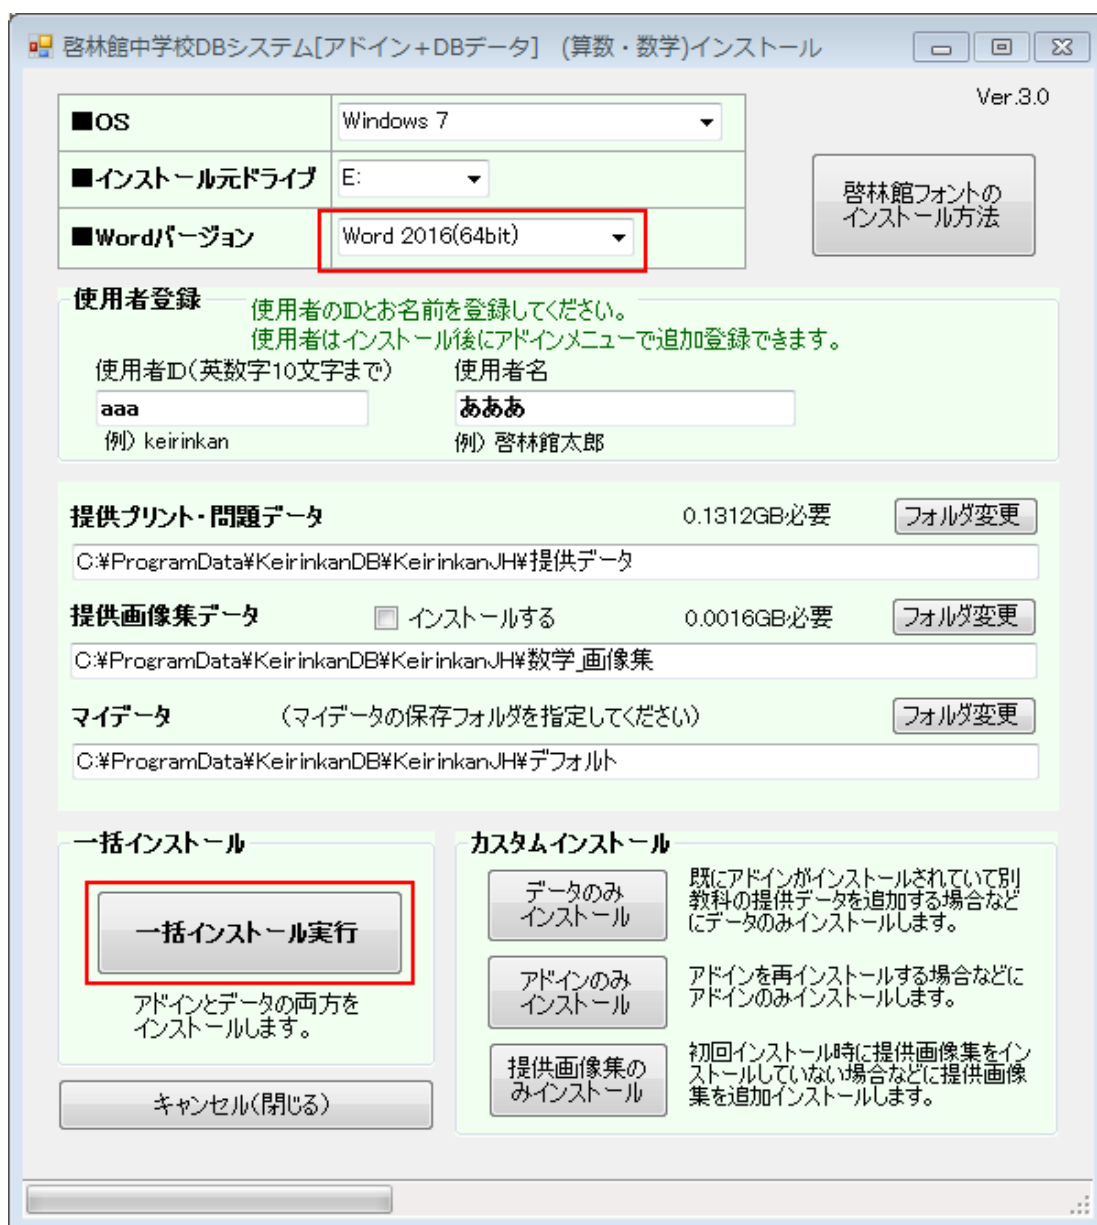 啓林館中学校DBシステム[アドイン+DBデータ]　(算数・数学)インストール
Ver.3.0
■OS
Windows 7
■インストール元ドライブ
E:
■Wordバージョン
Word 2016(64bit)
啓林館フォントの
インストール方法
使用者登録
使用者のIDとお名前を登録してください。
使用者はインストール後にアドインメニューで追加登録できます。
使用者ID(英数字10文字まで)
使用者名
aaa
あああ
例) keirinkan
例) 啓林館太郎
提供プリント・問題データ
0.1312GB必要
フォルダ変更
C:¥ProgramData¥KeirinkanDB¥KeirinkanJH¥提供データ
提供画像集データ
インストールする
0.0016GB必要
フォルダ変更
C:¥ProgramData¥KeirinkanDB¥KeirinkanJH¥数学_画像集
マイデータ
(マイデータの保存フォルダを指定してください)
フォルダ変更
C:¥ProgramData¥KeirinkanDB¥KeirinkanJH¥デフォルト
一括インストール
一括インストール実行
アドインとデータの両方を
インストールします。
キャンセル(閉じる)
カスタムインストール
データのみ
インストール
既にアドインがインストールされていて別
教科の提供データを追加する場合など
にデータのみインストールします。
アドインのみ
インストール
アドインを再インストールする場合などに
アドインのみインストールします。
提供画像集の
みインストール
初回インストール時に提供画像集をイン
ストールしていない場合などに提供画像
集を追加インストールします。